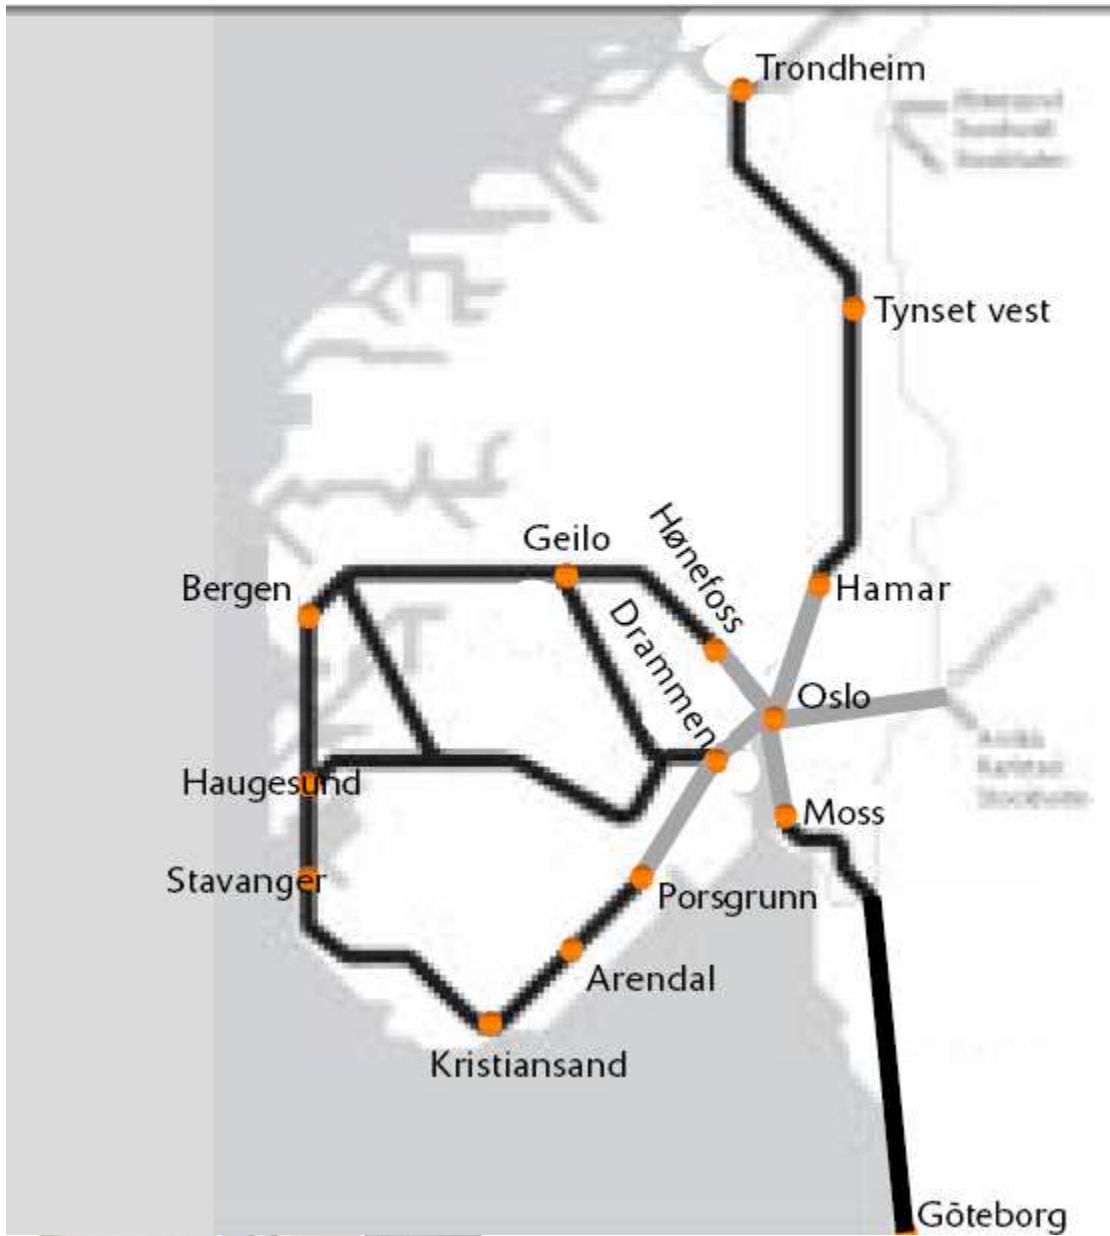 Trondheim
Tynset vest
Geilo
Hønefoss
Bergen
Hamar
Drammen
Oslo
Haugesund
Moss
Stavanger
Porsgrunn
Arendal
Kristiansand
Göteborg